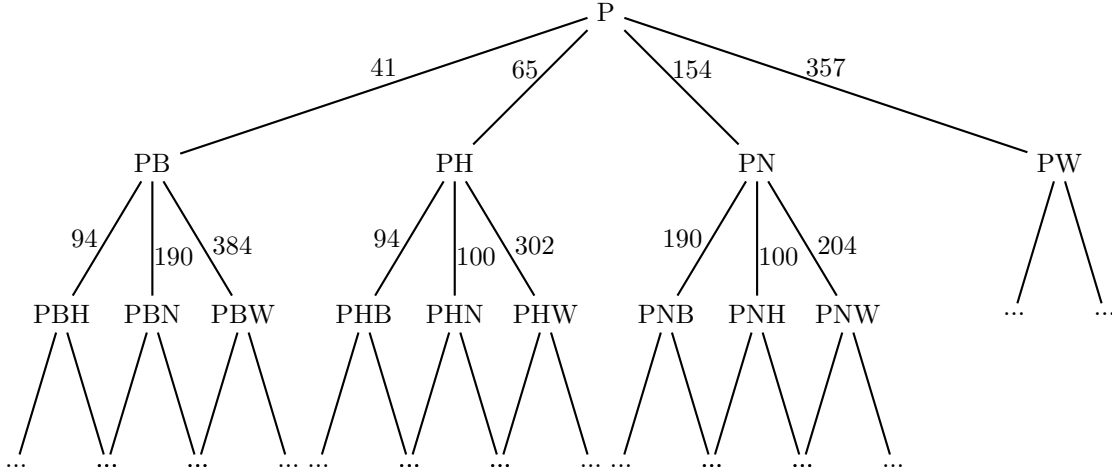 P
41 65 154 357
PB PH PN PW
94 190 384 94 100 302 190 100 204
PBH PBN PBW PHB PHN PHW PNB PNH PNW ... ...
... ... ... ... ... ... ... ... ... ... ... ...